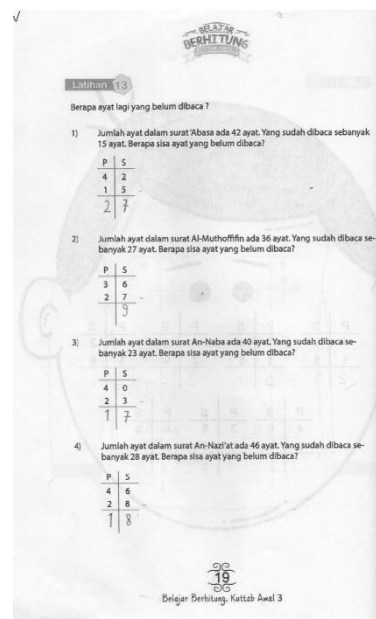 BELAJAR
BERHITUNG
Latihan 13
Berapa ayat lagi yang belum dibaca ?
1) Jumlah ayat dalam surat 'Abasa ada 42 ayat. Yang sudah dibaca sebanyak
15 ayat. Berapa sisa ayat yang belum dibaca?
P S
4 2
1 5 -
2 7
2) Jumlah ayat dalam surat Al-Muthoffifin ada 36 ayat. Yang sudah dibaca se-
banyak 27 ayat. Berapa sisa ayat yang belum dibaca?
P S
3 6
2 7 -
9
3) Jumlah ayat dalam surat An-Naba ada 40 ayat. Yang sudah dibaca se-
banyak 23 ayat. Berapa sisa ayat yang belum dibaca?
P S
4 0
2 3 -
1 7
4) Jumlah ayat dalam surat An-Nazi'at ada 46 ayat. Yang sudah dibaca se-
banyak 28 ayat. Berapa sisa ayat yang belum dibaca?
P S
4 6
2 8 -
1 8
19
Belajar Berhitung, Kuttab Awal 3